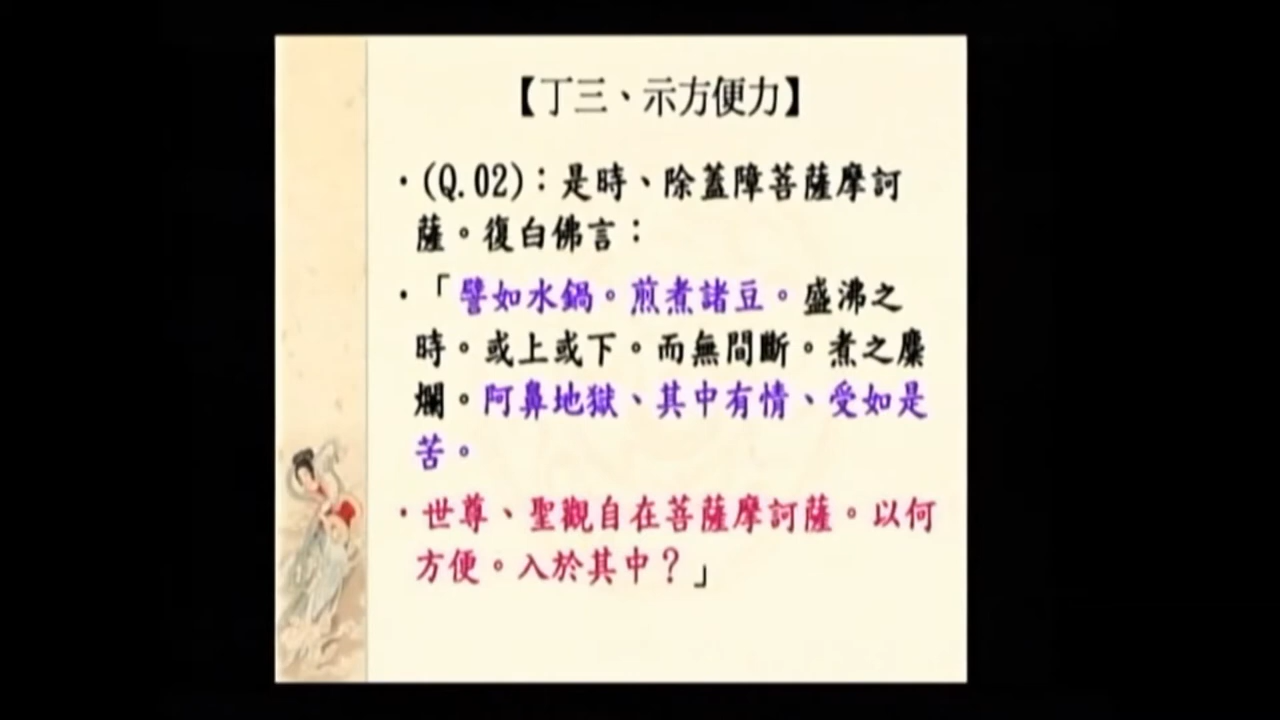 【丁三、示方便力】
·(Q.02)：是時、除蓋障菩薩摩訶
薩。復白佛言：
·「譬如水鍋。煎煮諸豆。盛沸之
時。或上或下。而無間斷。煮之麋
爛。阿鼻地獄、其中有情、受如是
苦。
·世尊、聖觀自在菩薩摩訶薩。以何
方便。入於其中？」